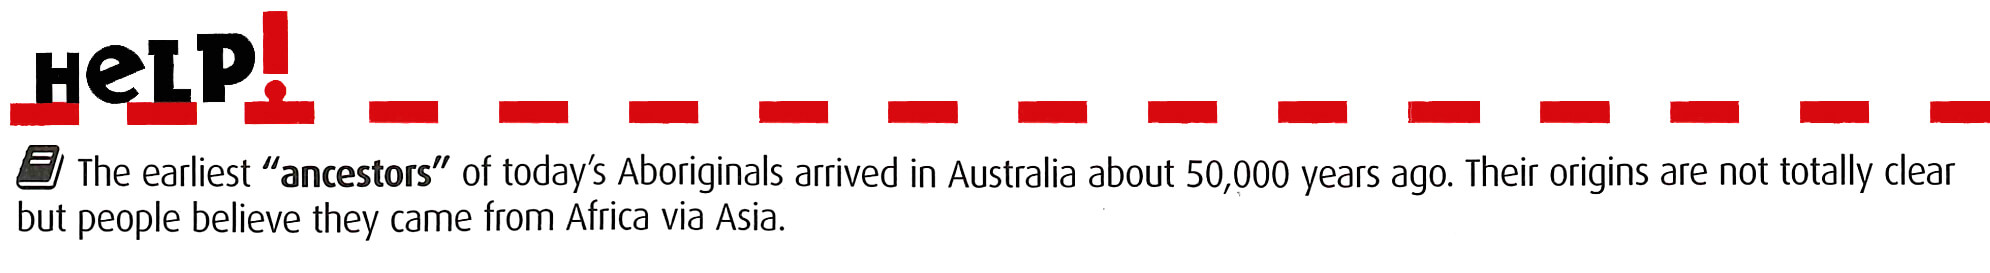 HeLP!
The earliest “ancestors” of today’s Aboriginals arrived in Australia about 50,000 years ago. Their origins are not totally clear
but people believe they came from Africa via Asia.